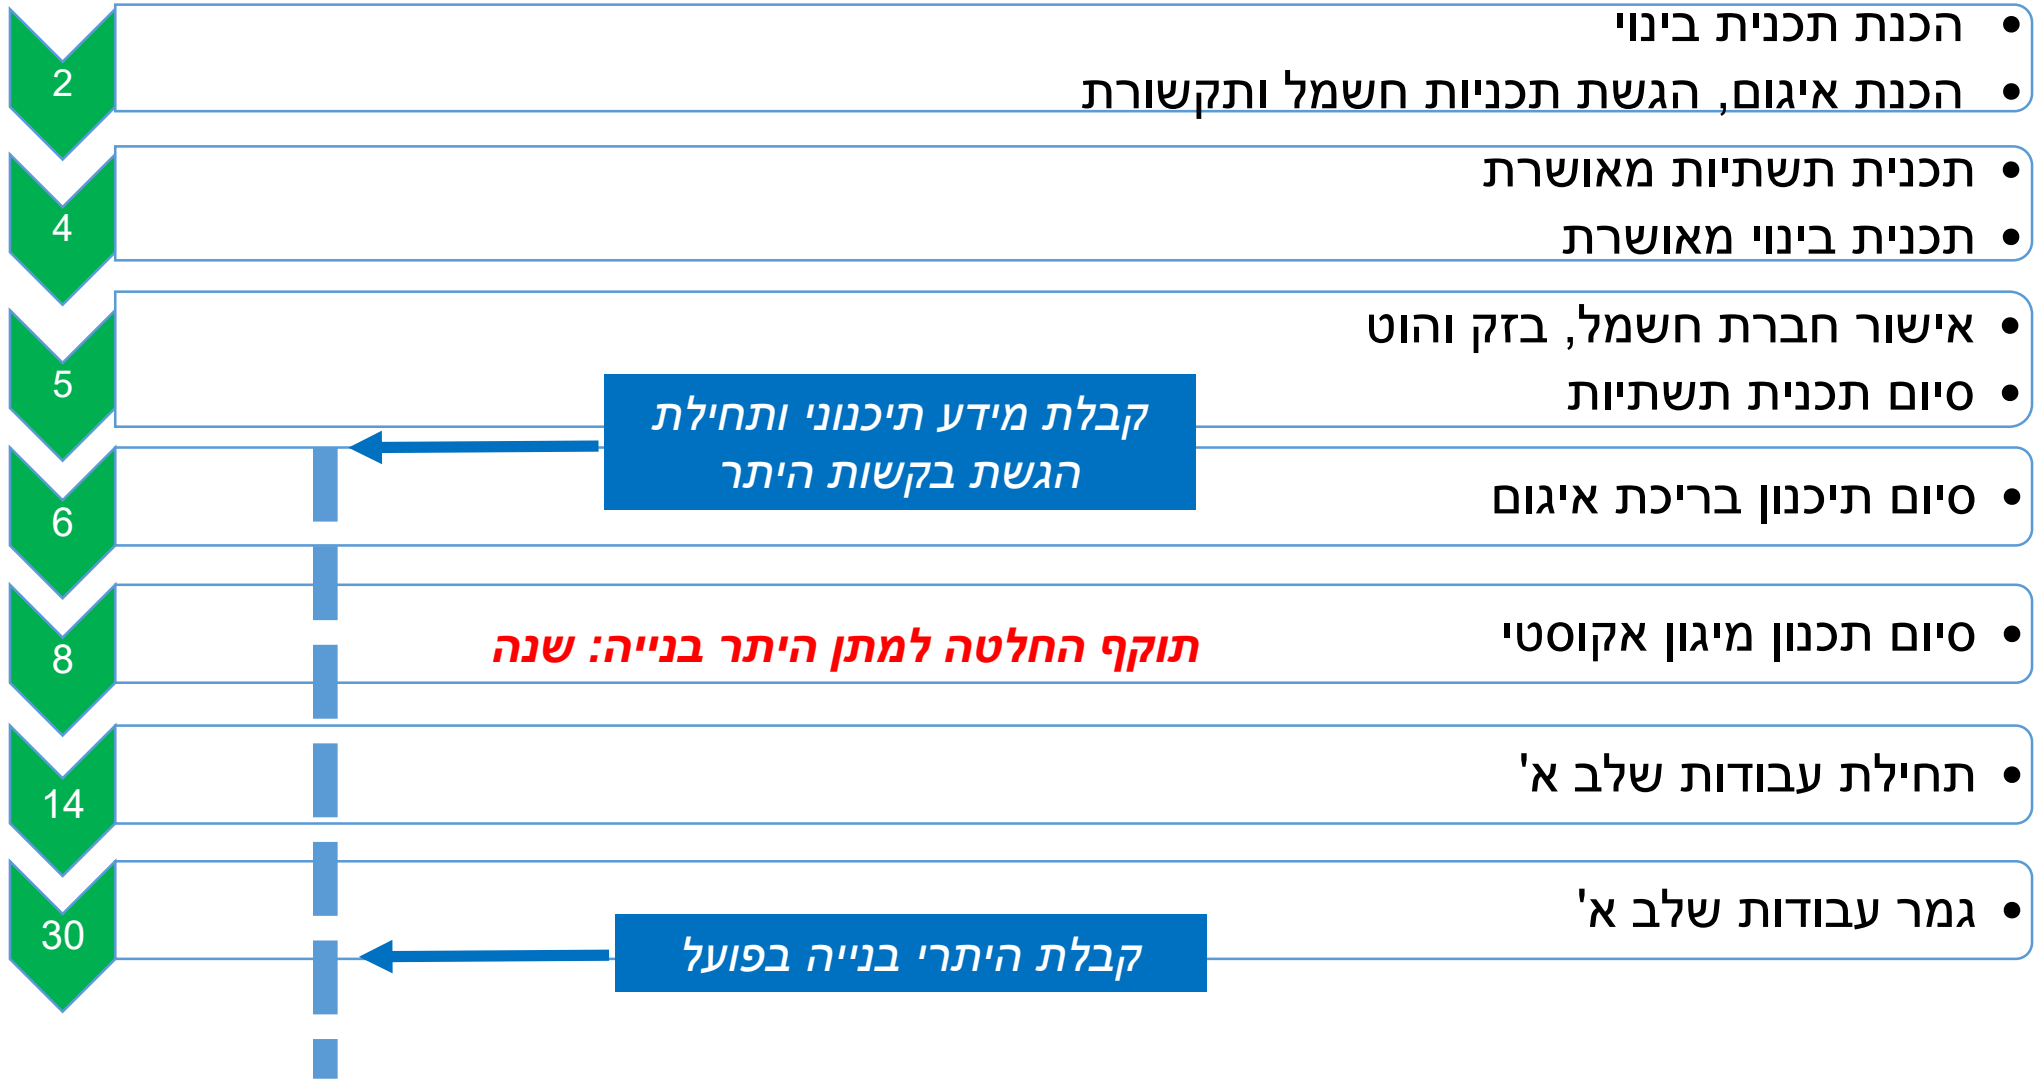 2
הכנת תכנית בינוי
הכנת איגום, הגשת תכניות חשמל ותקשורת
4
תכנית תשתיות מאושרת
תכנית בינוי מאושרת
5
אישור חברת חשמל, בזק והוט
סיום תכנית תשתיות
קבלת מידע תיכנוני ותחילת
הגשת בקשות היתר
6
סיום תיכנון בריכת איגום
8
סיום תכנון מיגון אקוסטי
תוקף החלטה למתן היתר בנייה: שנה
14
תחילת עבודות שלב א'
30
גמר עבודות שלב א'
קבלת היתרי בנייה בפועל